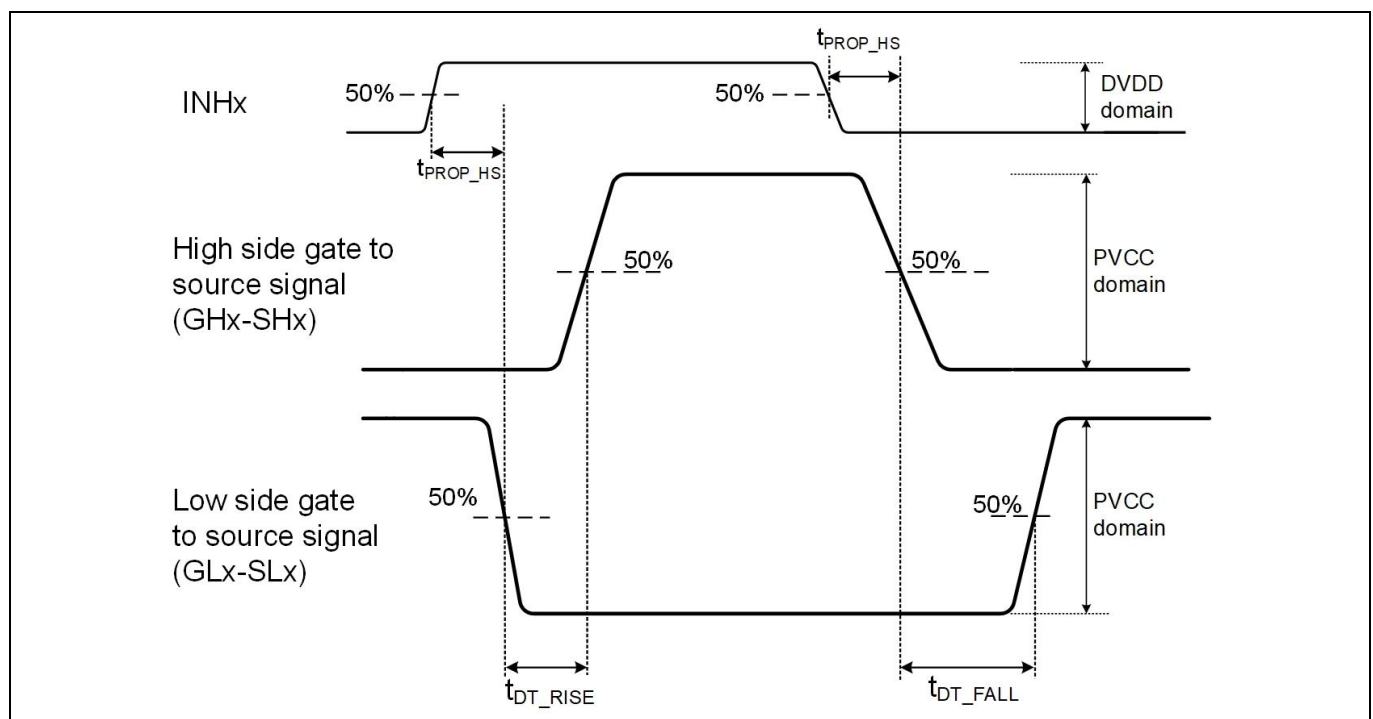 tPROP_HS
INHx
50%
50%
DVDD
domain
tPROP_HS
High side gate to
source signal
(GHx-SHx)
50%
50%
PVCC
domain
Low side gate
to source signal
(GLx-SLx)
50%
50%
PVCC
domain
tDT_RISE
tDT_FALL